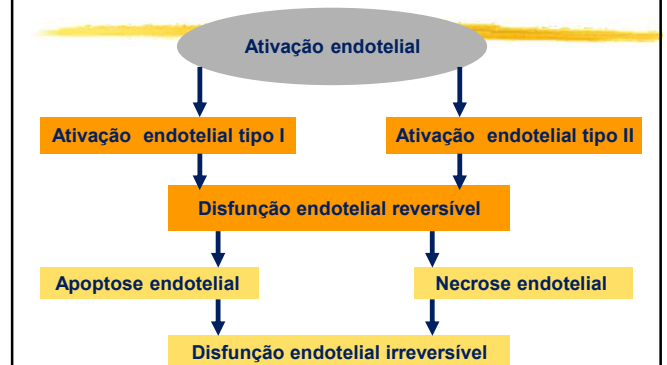 Ativação endotelial
Ativação endotelial tipo I
Ativação endotelial tipo II
Disfunção endotelial reversível
Apoptose endotelial
Necrose endotelial
Disfunção endotelial irreversível